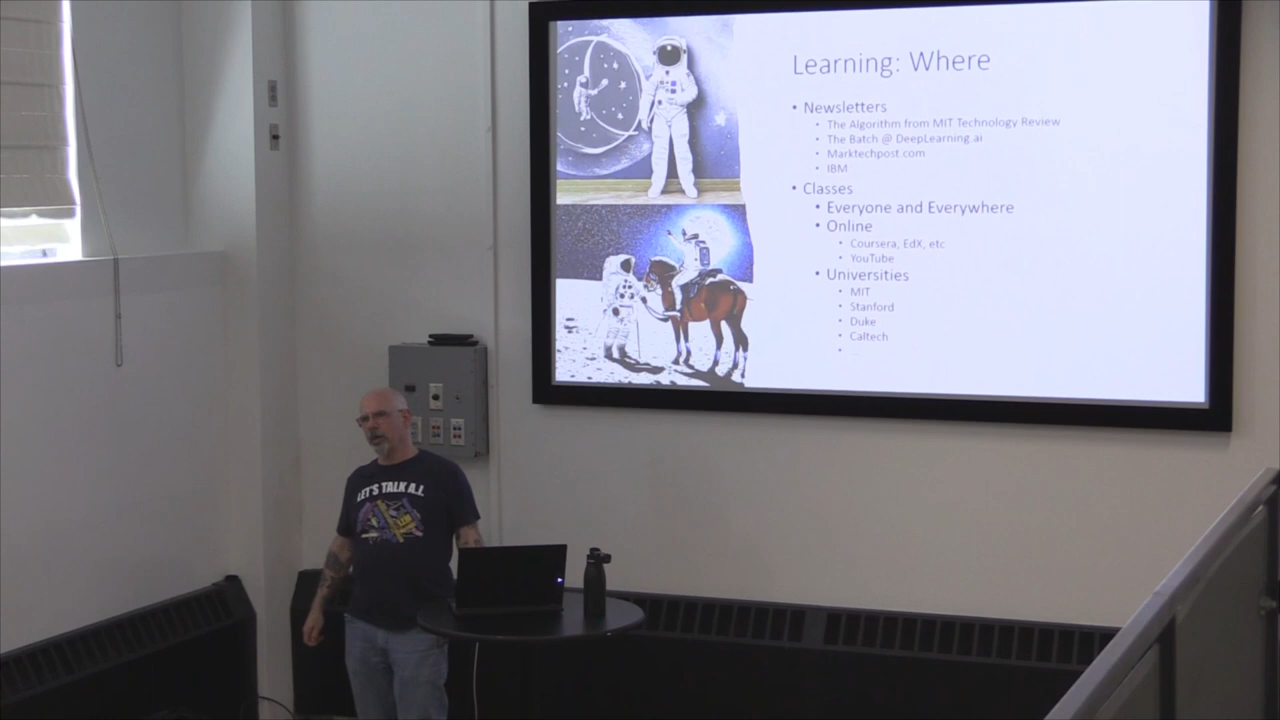 Learning: Where
• Newsletters
• The Algorithm from MIT Technology Review
• The Batch @ DeepLearning.ai
• Marktechpost.com
• IBM
• Classes
• Everyone and Everywhere
• Online
• Coursera, EdX, etc
• YouTube
• Universities
• MIT
• Stanford
• Duke
• Caltech
LET'S TALK A.I.